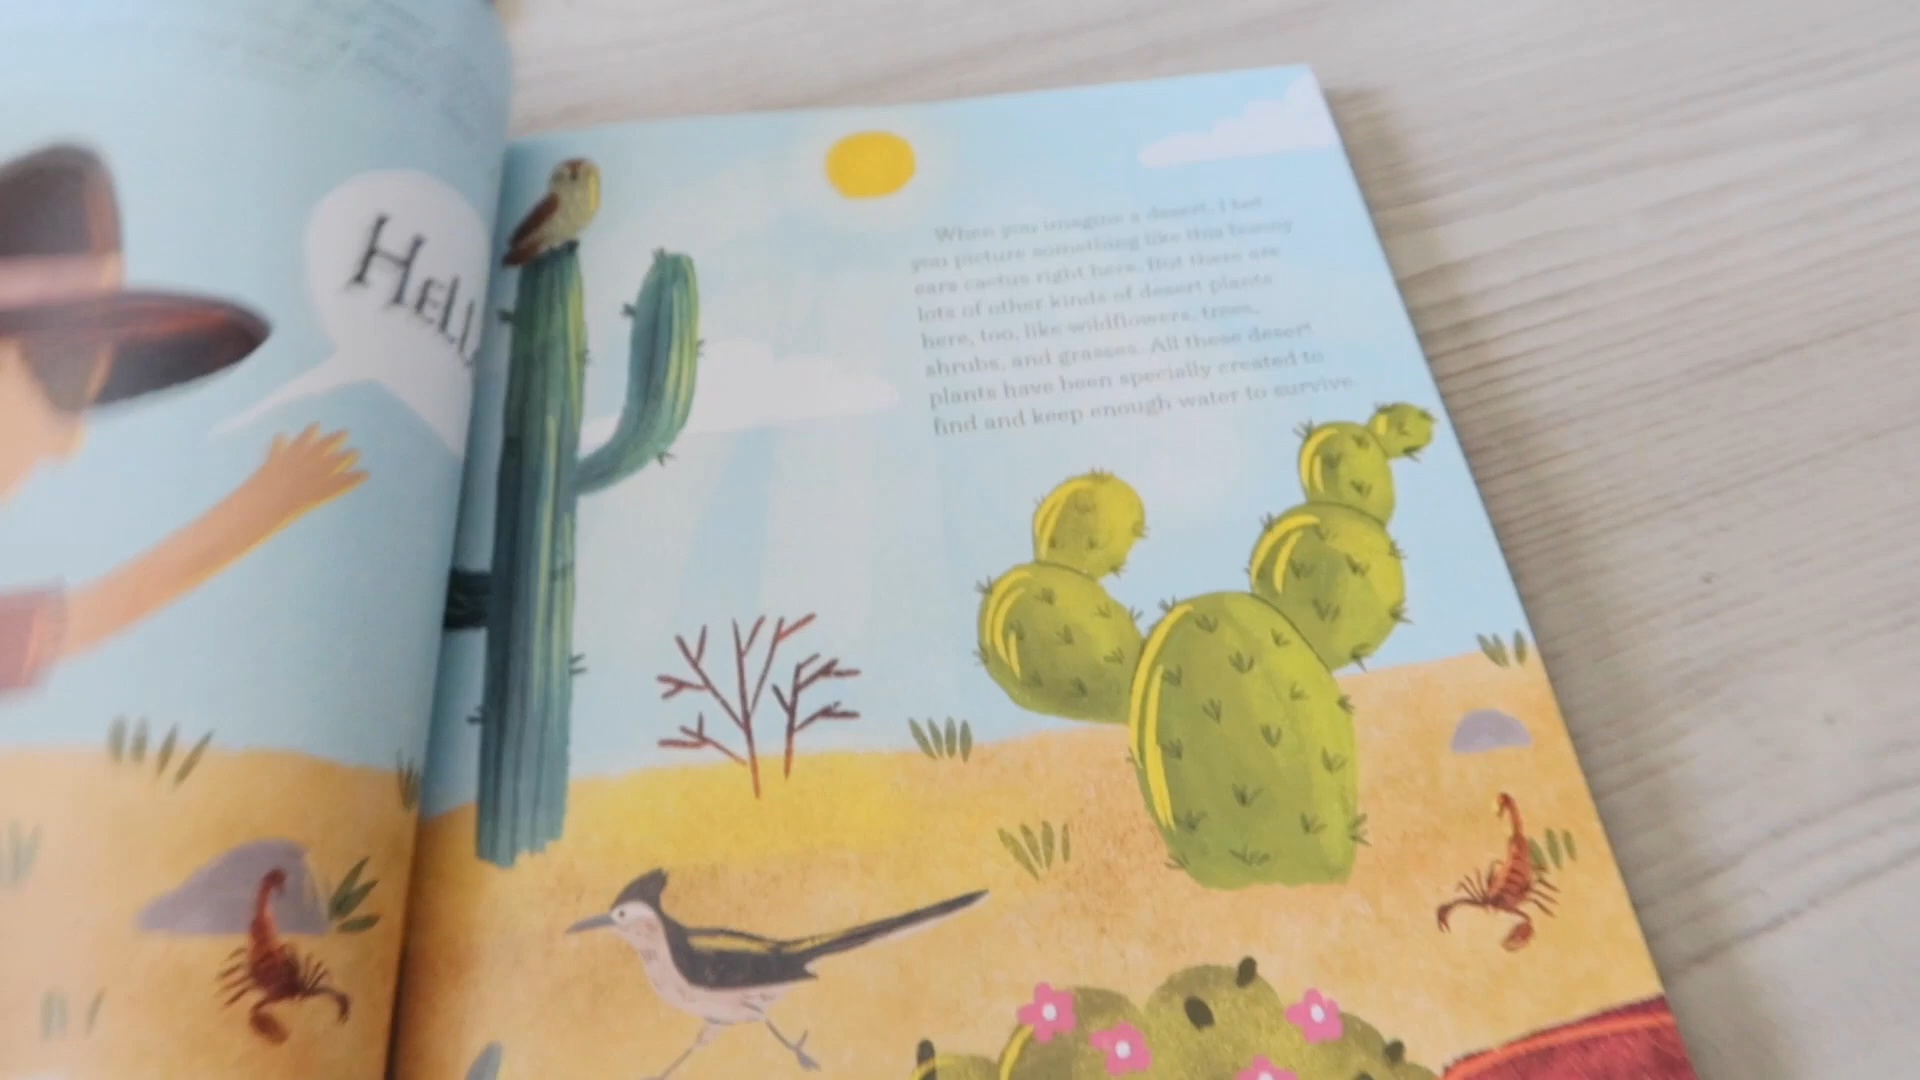 HELL
When you imagine a desert, I bet
you picture something like this bunny
ears cactus right here. But there are
lots of other kinds of desert plants
here, too, like wildflowers, trees,
shrubs, and grasses. All these desert
plants have been specially created to
find and keep enough water to survive.